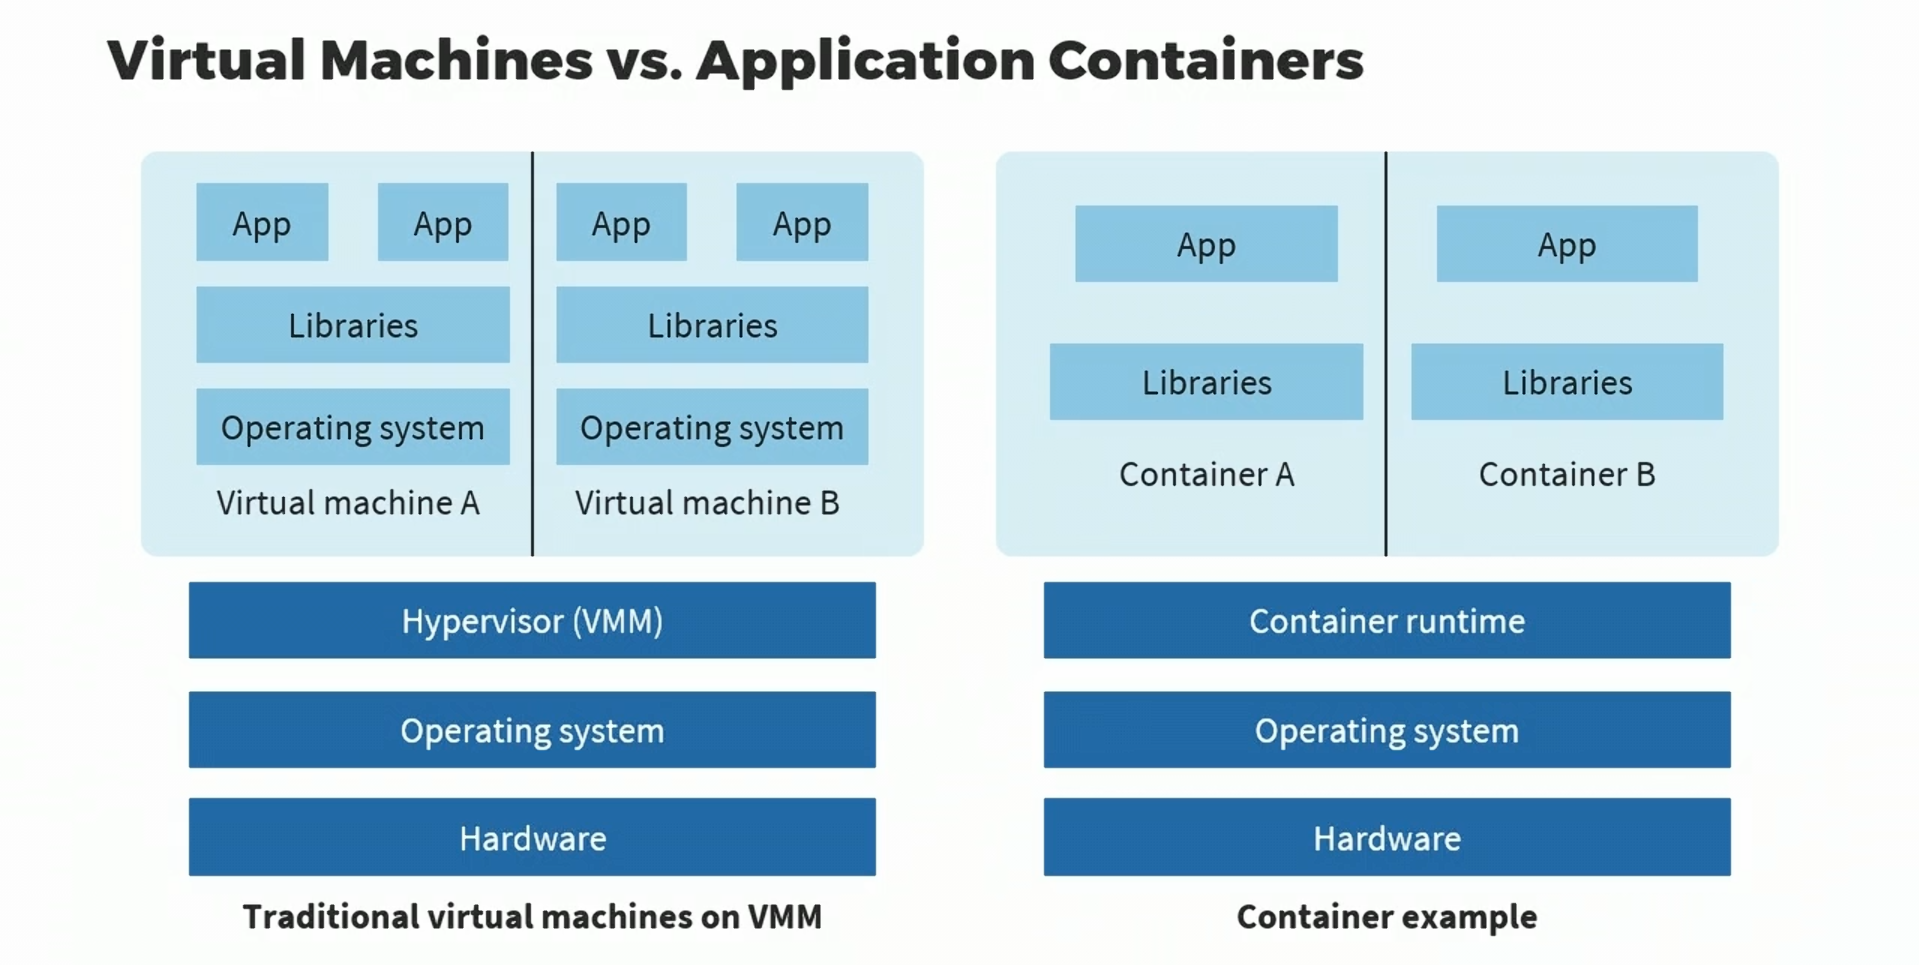 Virtual Machines vs. Application Containers
App App App App
Libraries Libraries
Operating system Operating system
Virtual machine A Virtual machine B
Hypervisor (VMM)
Operating system
Hardware
Traditional virtual machines on VMM
App App
Libraries Libraries
Container A Container B
Container runtime
Operating system
Hardware
Container example